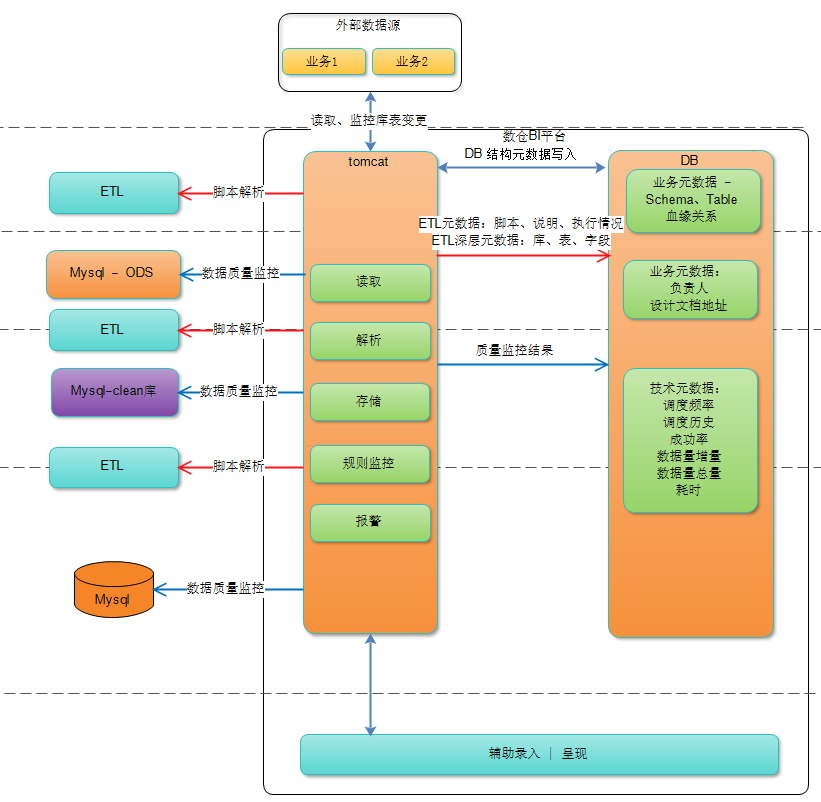 外部数据源
业务1
业务2
读取、监控库表变更
数仓BI平台
DB 结构元数据写入
tomcat
DB
ETL
脚本解析
业务元数据 -
Schema、Table
血缘关系
ETL元数据：脚本、说明、执行情况
ETL深层元数据：库、表、字段
Mysql - ODS
数据质量监控
读取
业务元数据：
负责人
设计文档地址
ETL
脚本解析
解析
质量监控结果
Mysql-clean库
数据质量监控
存储
技术元数据：
调度频率
调度历史
成功率
数据量增量
数据量总量
耗时
ETL
脚本解析
规则监控
报警
Mysql
数据质量监控
辅助录入 | 呈现